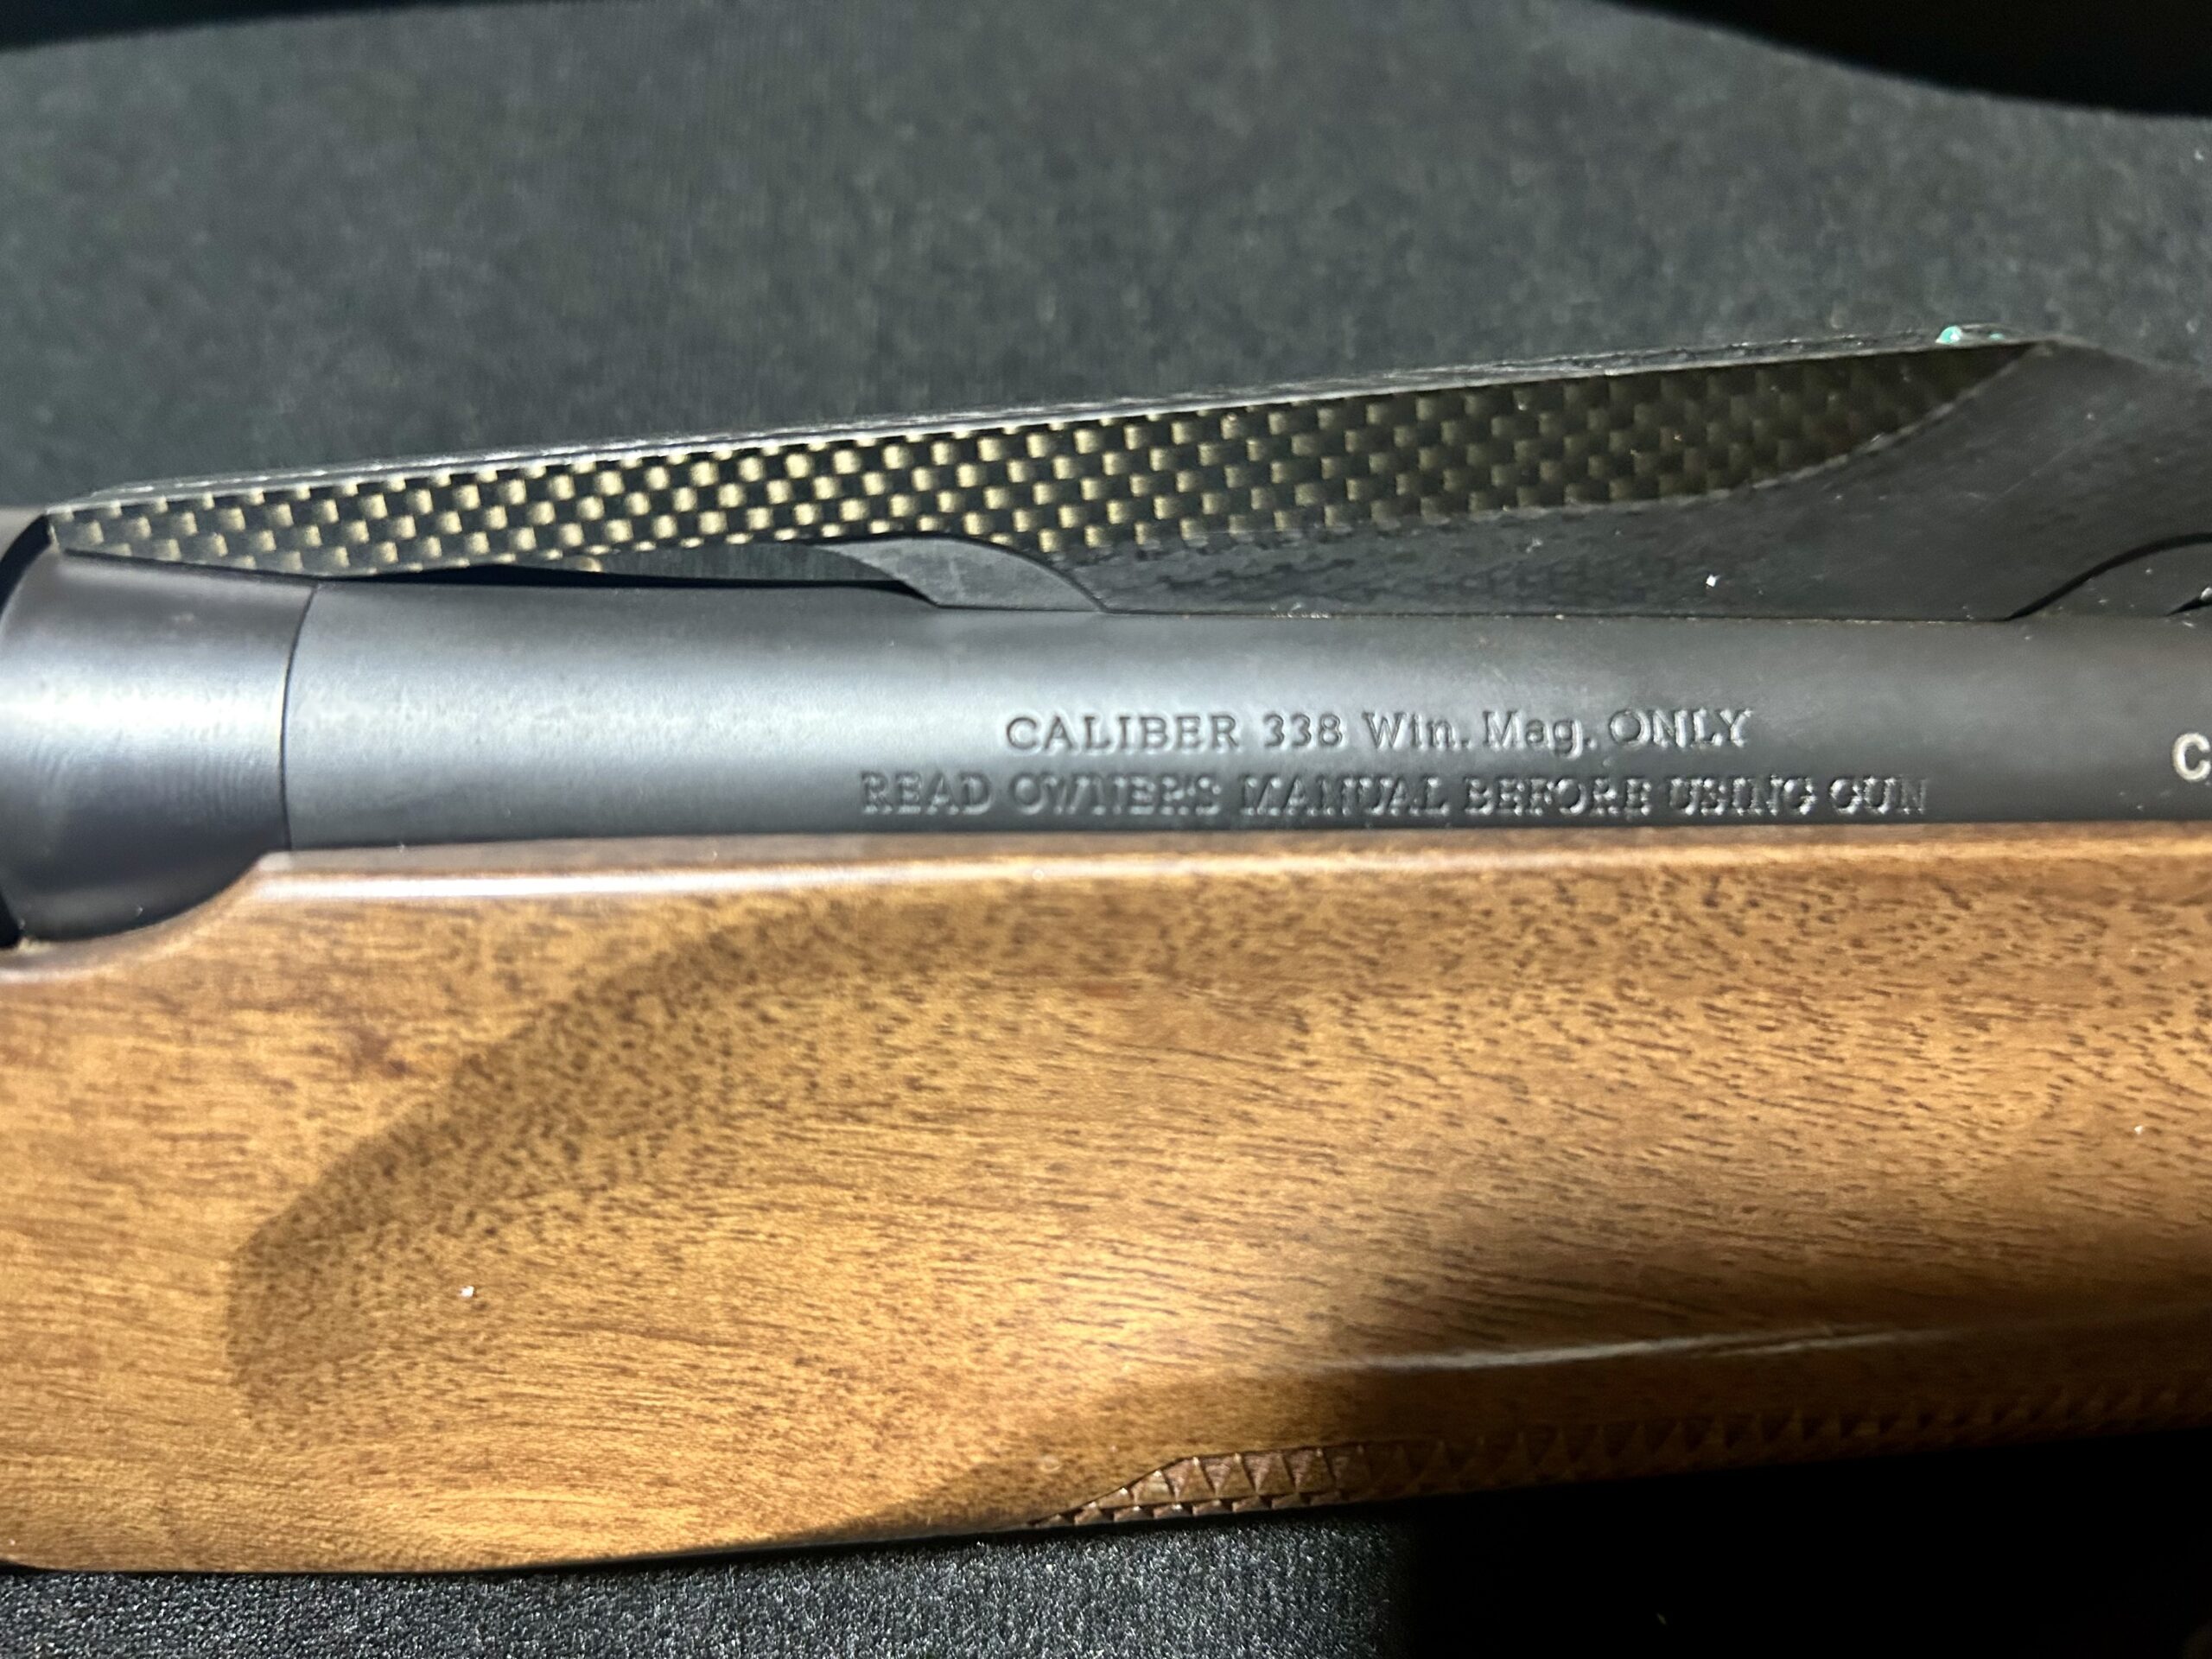 CALIBER 338 Win. Mag. ONLY
READ OWNER'S MANUAL BEFORE USING GUN
C